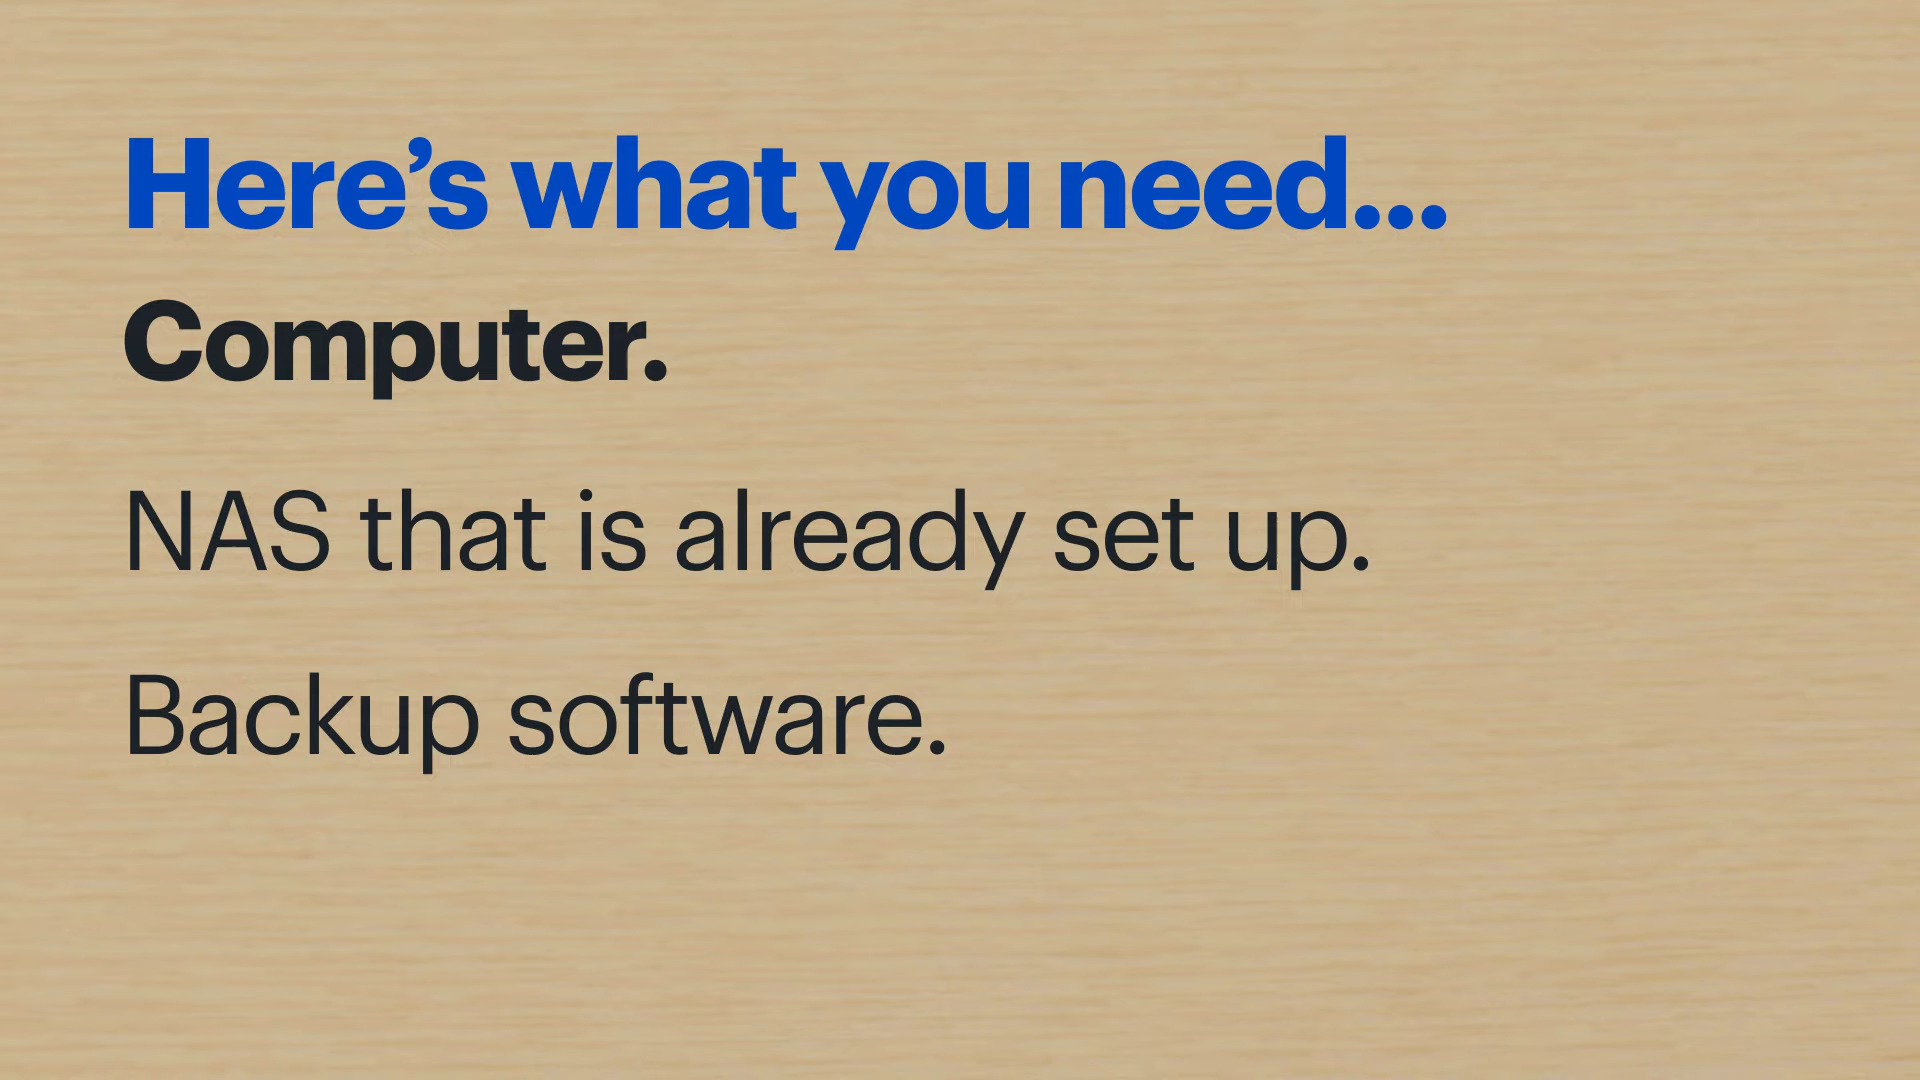 Here’s what you need...
Computer.
NAS that is already set up.
Backup software.